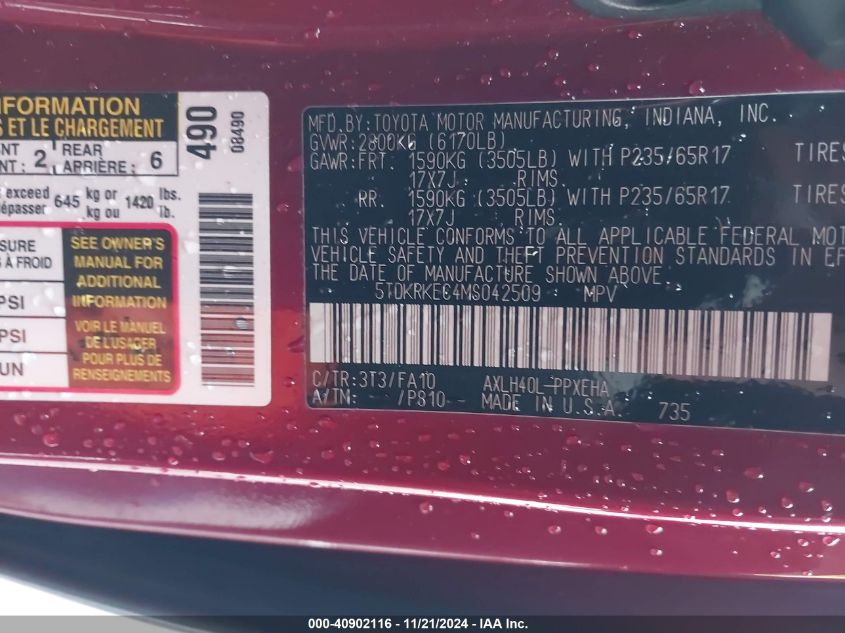 INFORMATION
S ET LE CHARGEMENT
NT 2 REAR 6
ENT: ARRIÈRE:
s exceed 645 kg or 1420 lbs.
dépasser kg ou lb.
SURE
S À FROID
PSI
PSI
UN
SEE OWNER'S
MANUAL FOR
ADDITIONAL
INFORMATION
VOIR LE MANUEL
DE L'USAGER
POUR PLUS DE
RENSEIGNEMENTS
490
08490
MFD.BY:TOYOTA MOTOR MANUFACTURING, INDIANA, INC.
GVWR:2800KG (6170LB)
GAWR:FRT. 1590KG (3505LB) WITH P235/65R17 TIRES
17X7J RIMS
RR. 1590KG (3505LB) WITH P235/65R17 TIRES
17X7J RIMS
THIS VEHICLE CONFORMS TO ALL APPLICABLE FEDERAL MOT
VEHICLE SAFETY AND THEFT PREVENTION STANDARDS IN EF
THE DATE OF MANUFACTURE SHOWN ABOVE.
5TDKRKEC4MS042509 MPV
C/TR:3T3/FA10 AXLH40L-PPXEHA
A/TM: --- /PS10-- MADE IN U.S.A. 735
000-40902116 - 11/21/2024 - IAA Inc.